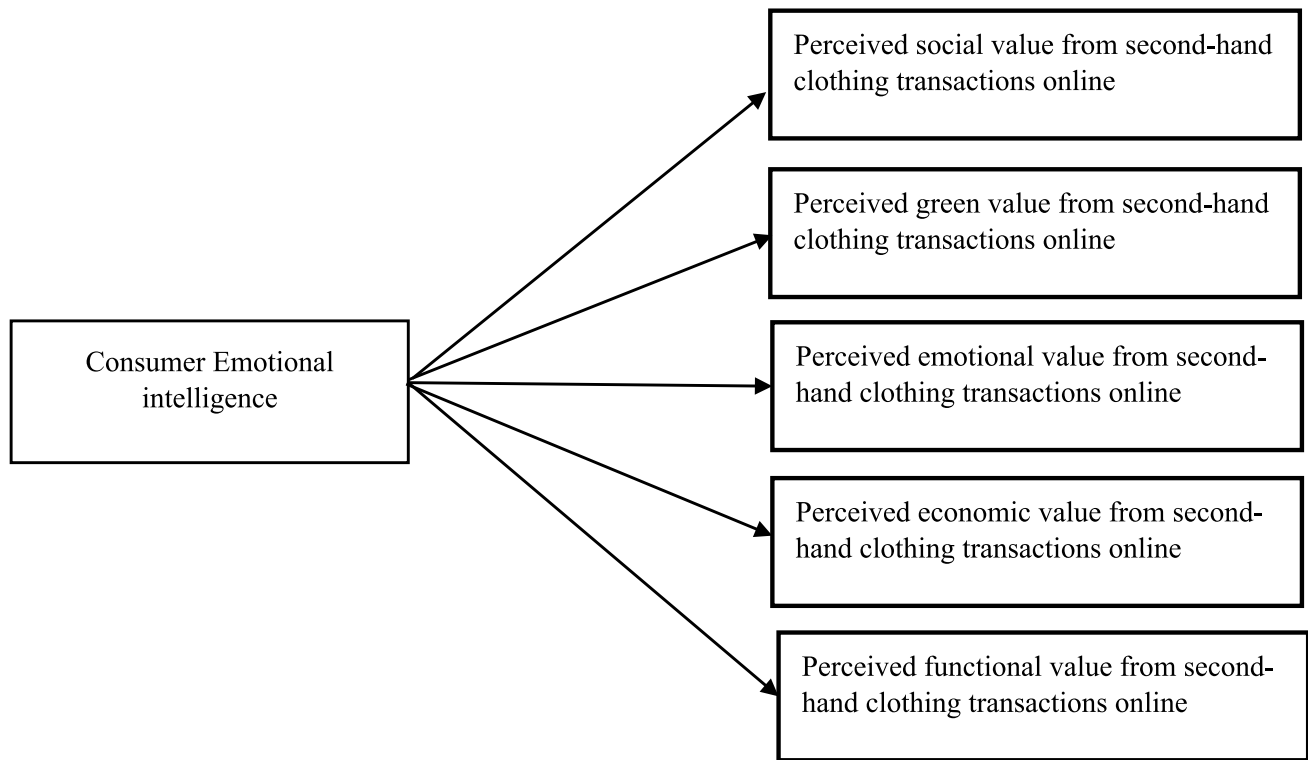 Perceived social value from second-hand
clothing transactions online
Perceived green value from second-hand
clothing transactions online
Consumer Emotional
intelligence
Perceived emotional value from second-
hand clothing transactions online
Perceived economic value from second-
hand clothing transactions online
Perceived functional value from second-
hand clothing transactions online